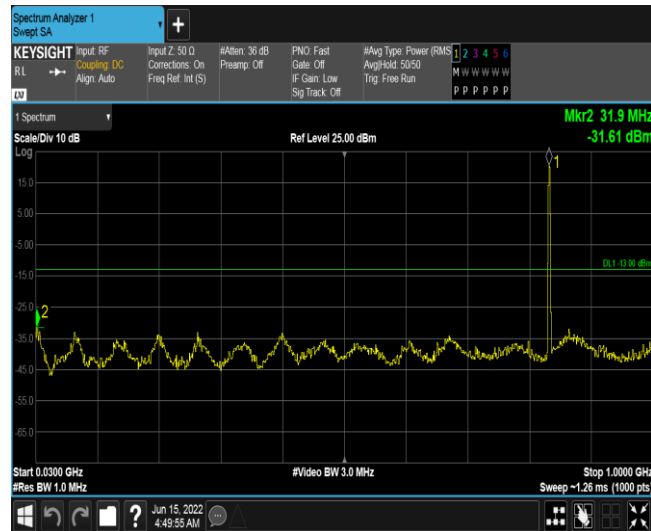 Spectrum Analyzer 1
Swept SA
KEYSIGHT
Input: RF
Coupling: DC
Align: Auto
Input Z: 50 Ω
Corrections: On
Freq Ref: Int (S)
#Atten: 36 dB
Preamp: Off
PNO: Fast
Gate: Off
IF Gain: Low
Sig Track: Off
#Avg Type: Power (RMS
Avg|Hold: 50/50
Trig: Free Run
1 2 3 4 5 6
M W W W W W
P P P P P P
RL
LXI
1 Spectrum
Scale/Div 10 dB
Ref Level 25.00 dBm
Mkr2 31.9 MHz
-31.61 dBm
Log
15.0
5.00
-5.00
-15.0
-25.0
-35.0
-45.0
-55.0
-65.0
1
DL1 -13.00 dBm
2
Start 0.0300 GHz
#Res BW 1.0 MHz
#Video BW 3.0 MHz
Stop 1.0000 GHz
Sweep ~1.26 ms (1000 pts)
?
Jun 15, 2022
4:49:55 AM